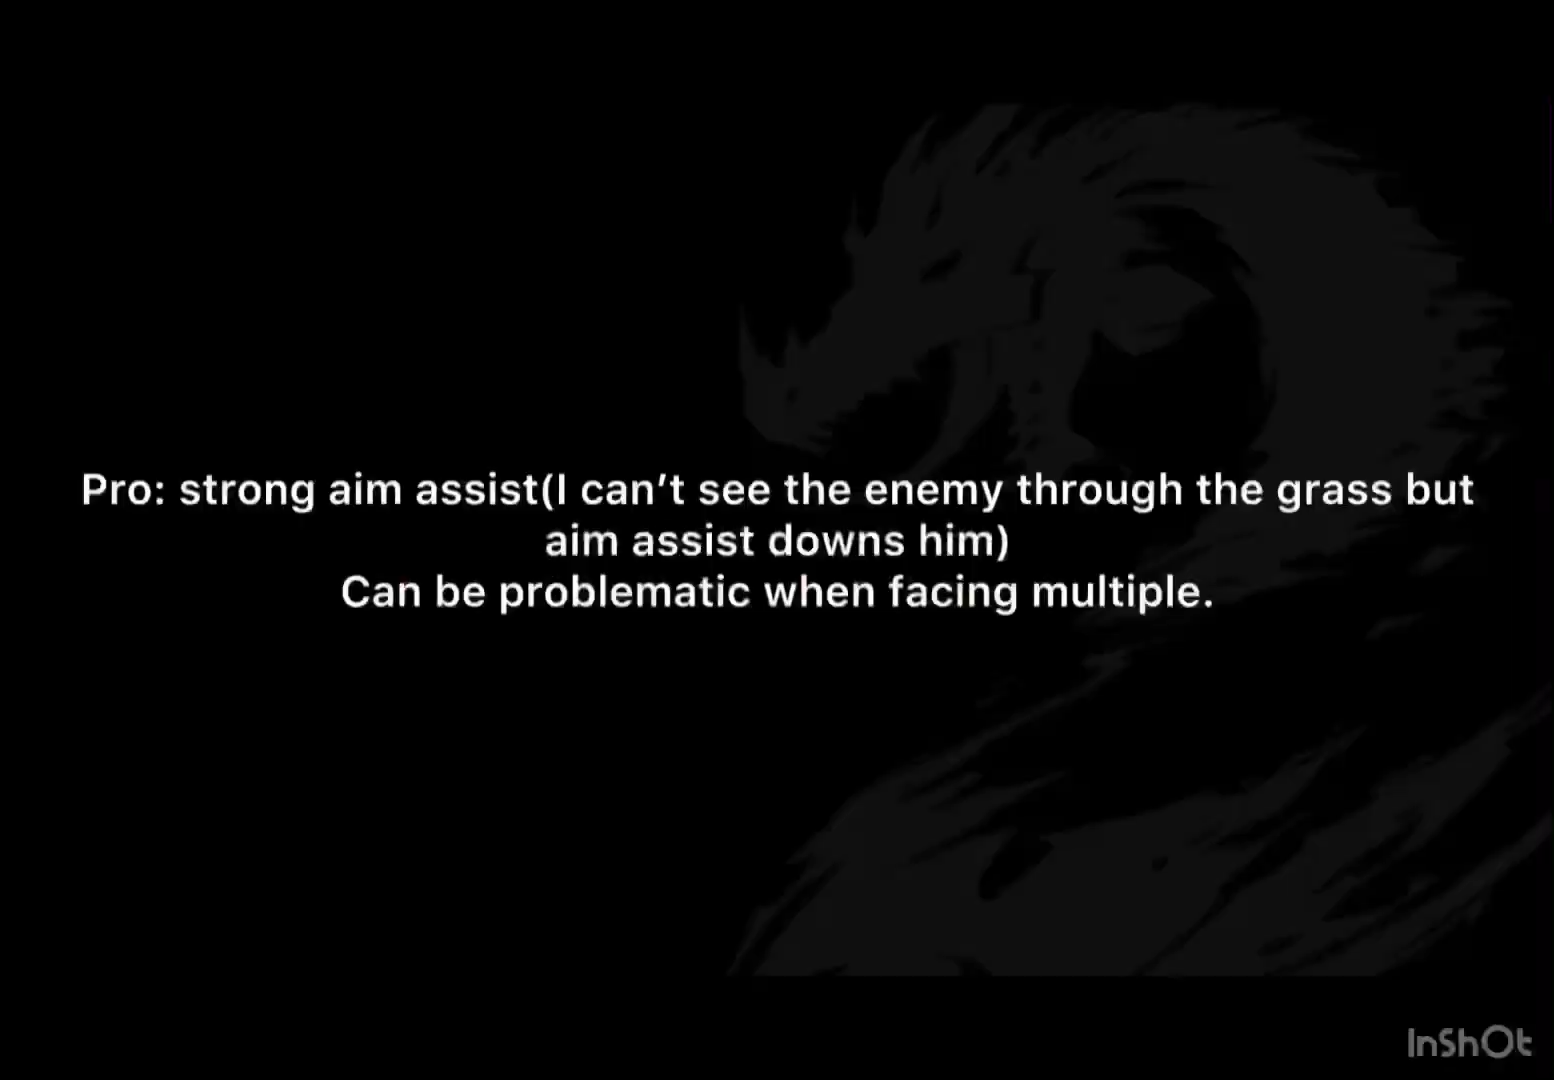 Pro: strong aim assist(I can’t see the enemy through the grass but
aim assist downs him)
Can be problematic when facing multiple.
InShOt